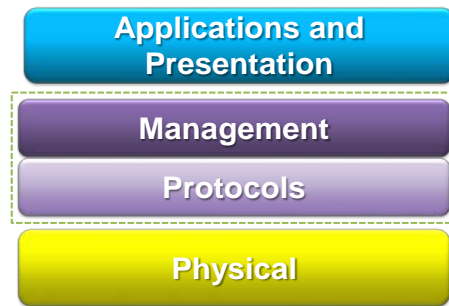 Applications and
Presentation
Management
Protocols
Physical